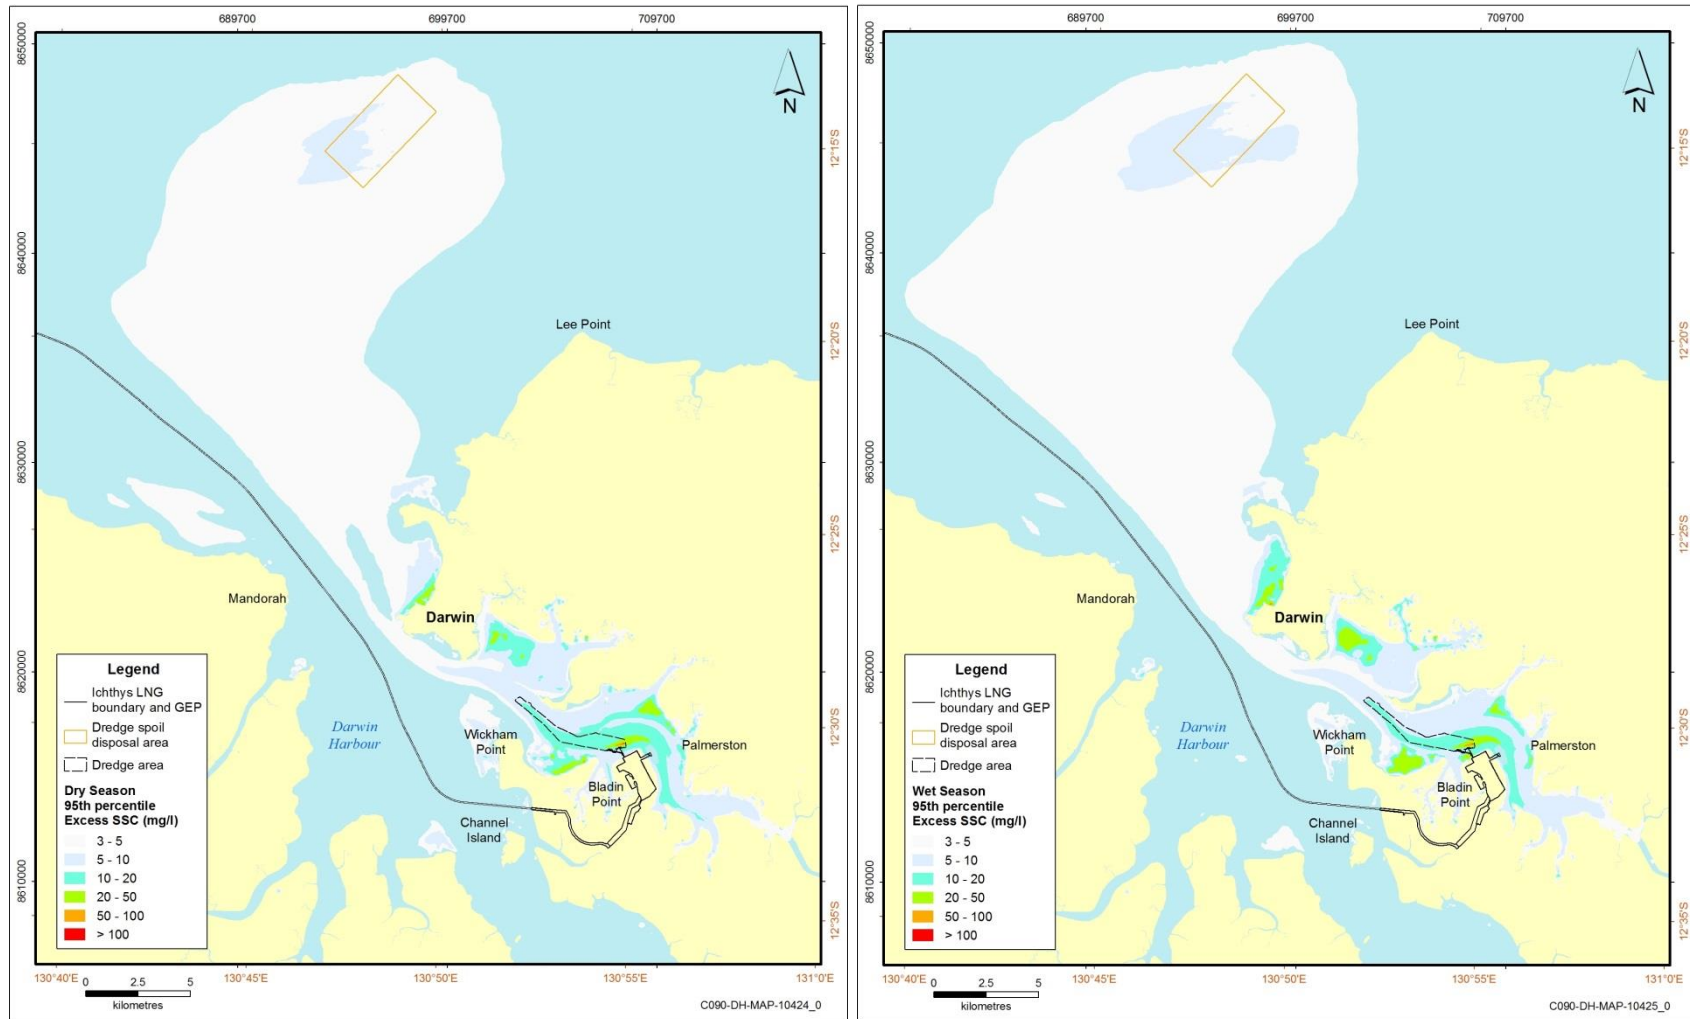 689700
699700
709700
8650000
N
12°15'S
8640000
Lee Point
12°20'S
8630000
12°25'S
Mandorah
Darwin
8620000
Legend
Ichthys LNG
boundary and GEP
Dredge spoil
disposal area
Dredge area
Dry Season
95th percentile
Excess SSC (mg/l)
3 - 5
5 - 10
10 - 20
20 - 50
50 - 100
> 100
Darwin
Harbour
Wickham
Point
12°30'S
Palmerston
Bladin
Point
Channel
Island
8610000
12°35'S
130°40'E
130°45'E
130°50'E
130°55'E
131°0'E
0
2.5
5
kilometres
C090-DH-MAP-10424_0
689700
699700
709700
8650000
N
12°15'S
8640000
Lee Point
12°20'S
8630000
12°25'S
Mandorah
Darwin
8620000
Legend
Ichthys LNG
boundary and GEP
Dredge spoil
disposal area
Dredge area
Wet Season
95th percentile
Excess SSC (mg/l)
3 - 5
5 - 10
10 - 20
20 - 50
50 - 100
> 100
Darwin
Harbour
Wickham
Point
12°30'S
Palmerston
Bladin
Point
Channel
Island
8610000
12°35'S
130°40'E
130°45'E
130°50'E
130°55'E
131°0'E
0
2.5
5
kilometres
C090-DH-MAP-10425_0